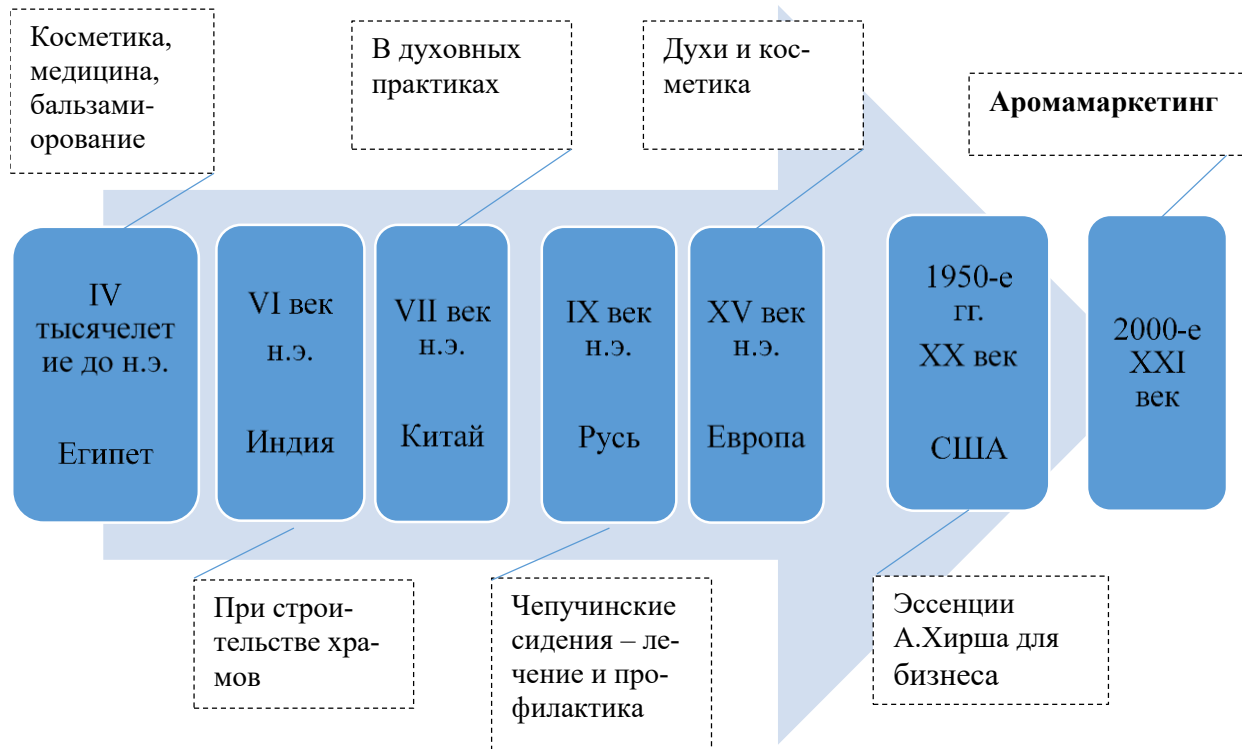 Косметика,
медицина,
бальзами-
орование
В духовных
практиках
Духи и кос-
метика
Аромамаркетинг
IV
тысячелет
ие до н.э.
Египет
VI век
н.э.
Индия
VII век
н.э.
Китай
IX век
н.э.
Русь
XV век
н.э.
Европа
1950-е
гг.
XX век
США
2000-е
XXI
век
При строи-
тельстве хра-
мов
Чепучинские
сидения – ле-
чение и про-
филактика
Эссенции
А.Хирша для
бизнеса